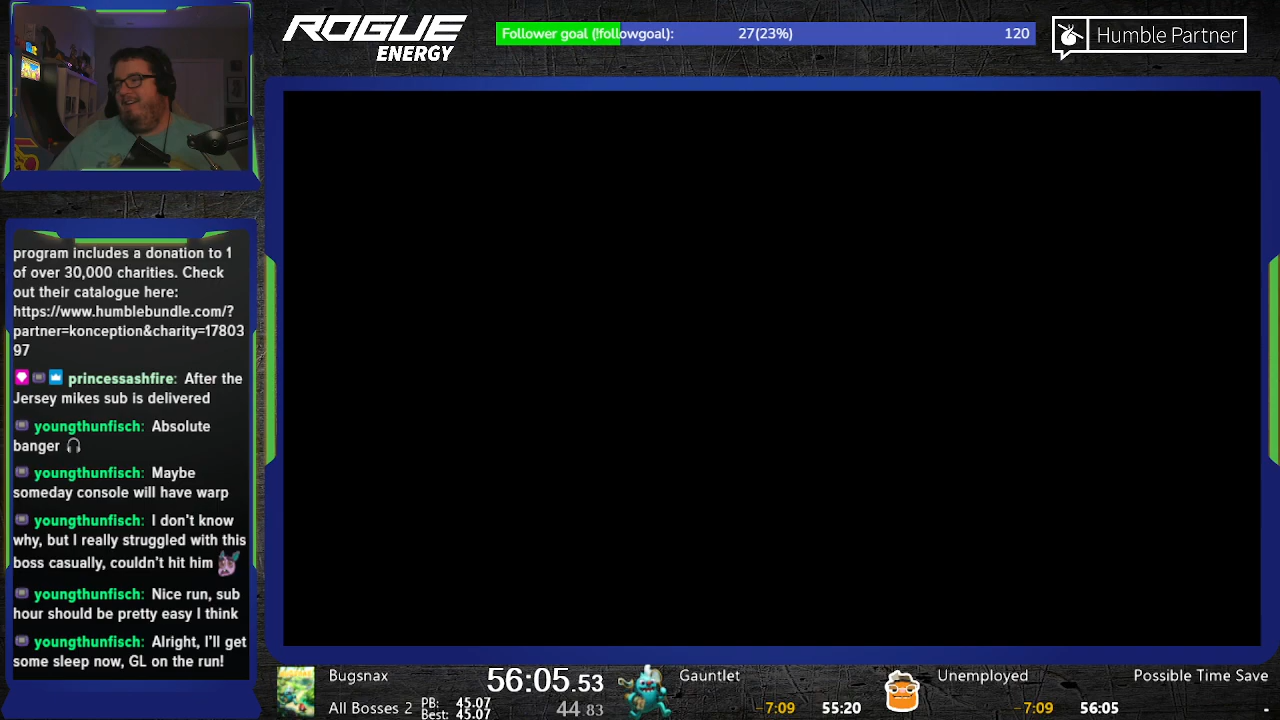 ROGUE
ENERGY
Follower goal (!followgoal): 27(23%) 120
Humble Partner
program includes a donation to 1
of over 30,000 charities. Check
out their catalogue here:
https://www.humblebundle.com/?
partner=konception&charity=17803
97
princessashfire: After the
Jersey mikes sub is delivered
youngthunfisch: Absolute
banger
youngthunfisch: Maybe
someday console will have warp
youngthunfisch: I don't know
why, but I really struggled with this
boss casually, couldn't hit him
youngthunfisch: Nice run, sub
hour should be pretty easy I think
youngthunfisch: Alright, I'll get
some sleep now, GL on the run!
Bugsnax
All Bosses 2
56:05.53
PB: 45.07
Best: 45.07
44.83
Gauntlet
-7:09 55:20
Unemployed
-7:09 56:05
Possible Time Save
-